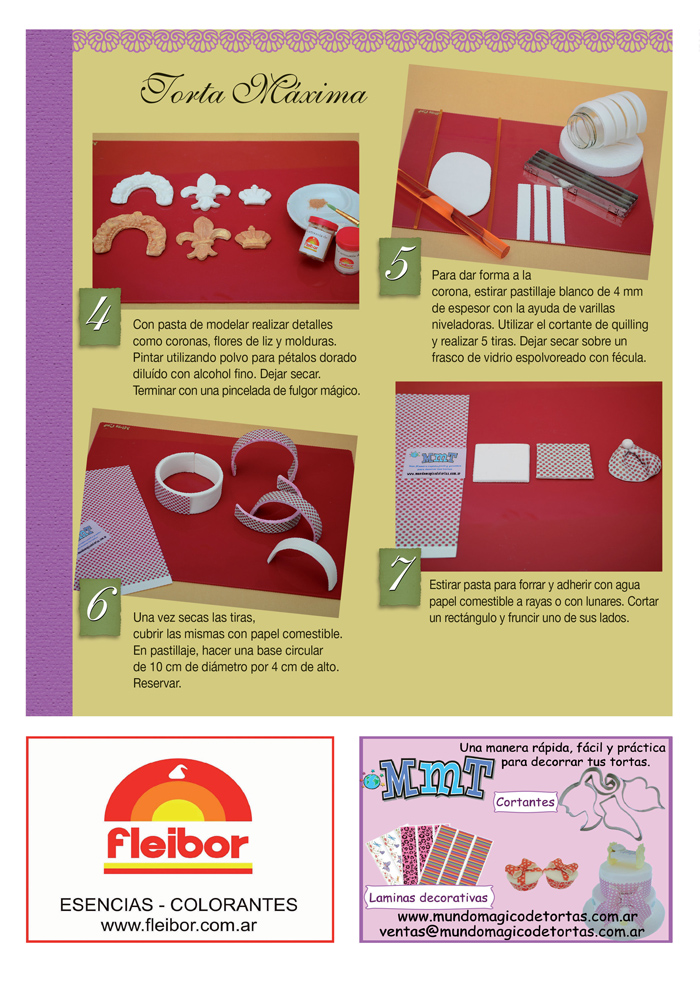 Torta Máxima
4
Con pasta de modelar realizar detalles
como coronas, flores de liz y molduras.
Pintar utilizando polvo para pétalos dorado
diluído con alcohol fino. Dejar secar.
Terminar con una pincelada de fulgor mágico.
5
Para dar forma a la
corona, estirar pastillaje blanco de 4 mm
de espesor con la ayuda de varillas
niveladoras. Utilizar el cortante de quilling
y realizar 5 tiras. Dejar secar sobre un
frasco de vidrio espolvoreado con fécula.
6
Una vez secas las tiras,
cubrir las mismas con papel comestible.
En pastillaje, hacer una base circular
de 10 cm de diámetro por 4 cm de alto.
Reservar.
MMT
www.mundomagicodetortas.com.ar
7
Estirar pasta para forrar y adherir con agua
papel comestible a rayas o con lunares. Cortar
un rectángulo y fruncir uno de sus lados.
fleibor
ESENCIAS - COLORANTES
www.fleibor.com.ar
Una manera rápida, fácil y práctica
para decorar tus tortas.
MMT
Cortantes
Laminas decorativas
www.mundomagicodetortas.com.ar
ventas@mundomagicodetortas.com.ar